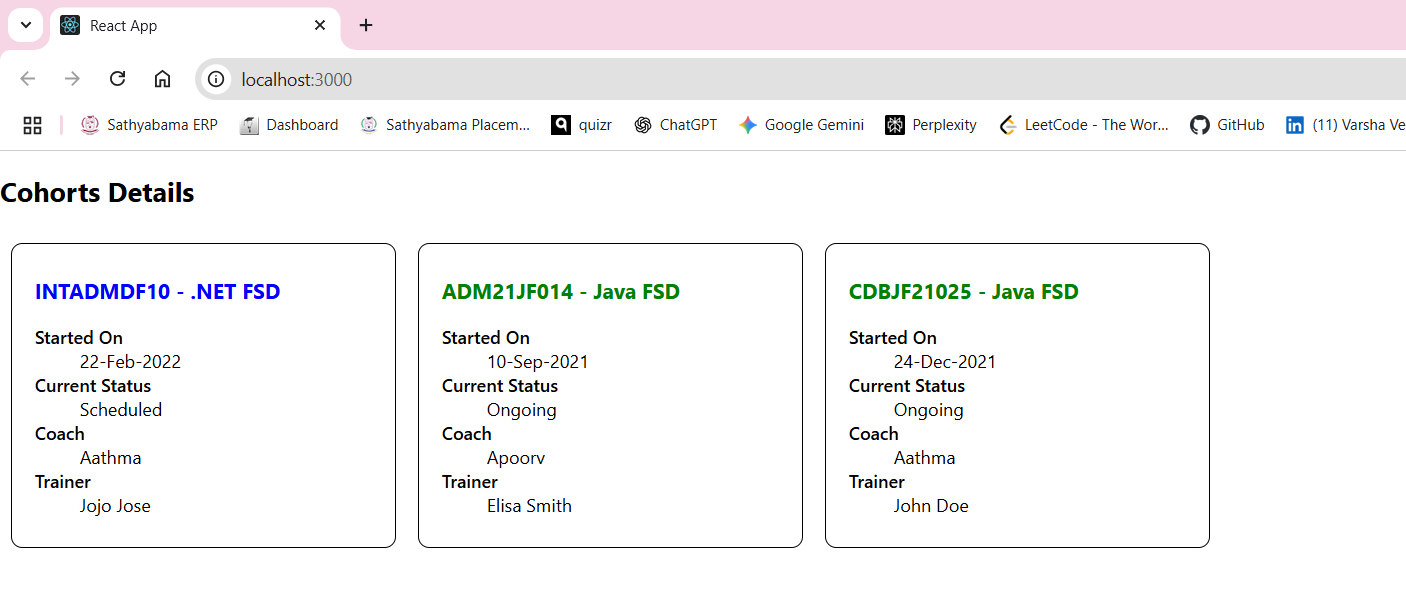 React App
localhost:3000
Sathyabama ERP Dashboard Sathyabama Placem... quizr ChatGPT Google Gemini Perplexity LeetCode - The Wor... GitHub (11) Varsha Ve
Cohorts Details
INTADMDF10 - .NET FSD
Started On
22-Feb-2022
Current Status
Scheduled
Coach
Aathma
Trainer
Jojo Jose
ADM21JF014 - Java FSD
Started On
10-Sep-2021
Current Status
Ongoing
Coach
Apoorv
Trainer
Elisa Smith
CDBJF21025 - Java FSD
Started On
24-Dec-2021
Current Status
Ongoing
Coach
Aathma
Trainer
John Doe